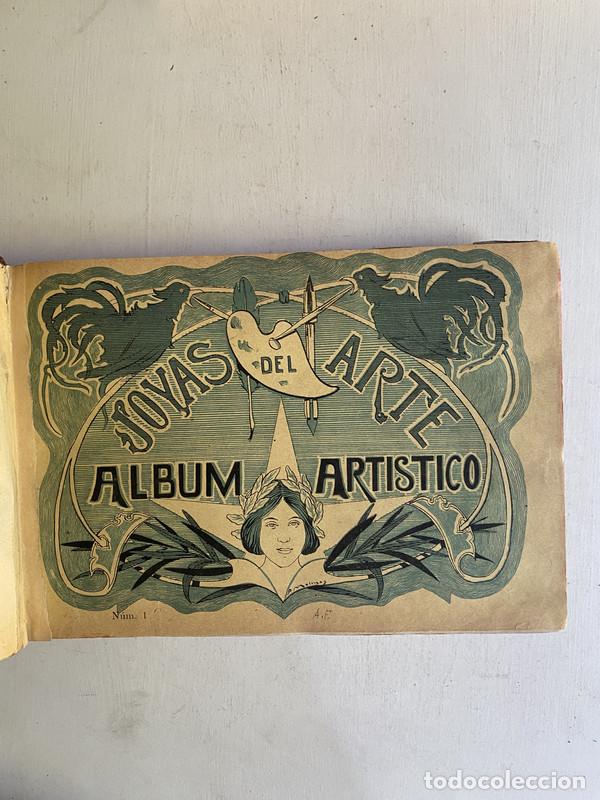 JOYAS DEL ARTE
ALBUM ARTISTICO
Núm. 1
A.F.
todocoleccion